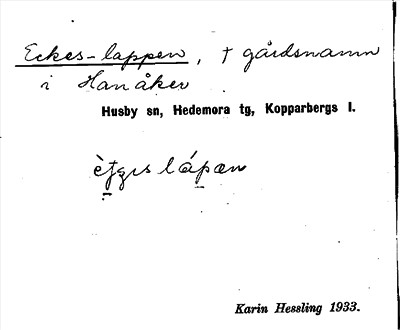 Eckes-lappen, † gårdsnamn
i Hanåker
Husby sn, Hedemora tg, Kopparbergs l.
Karin Hessling 1933.